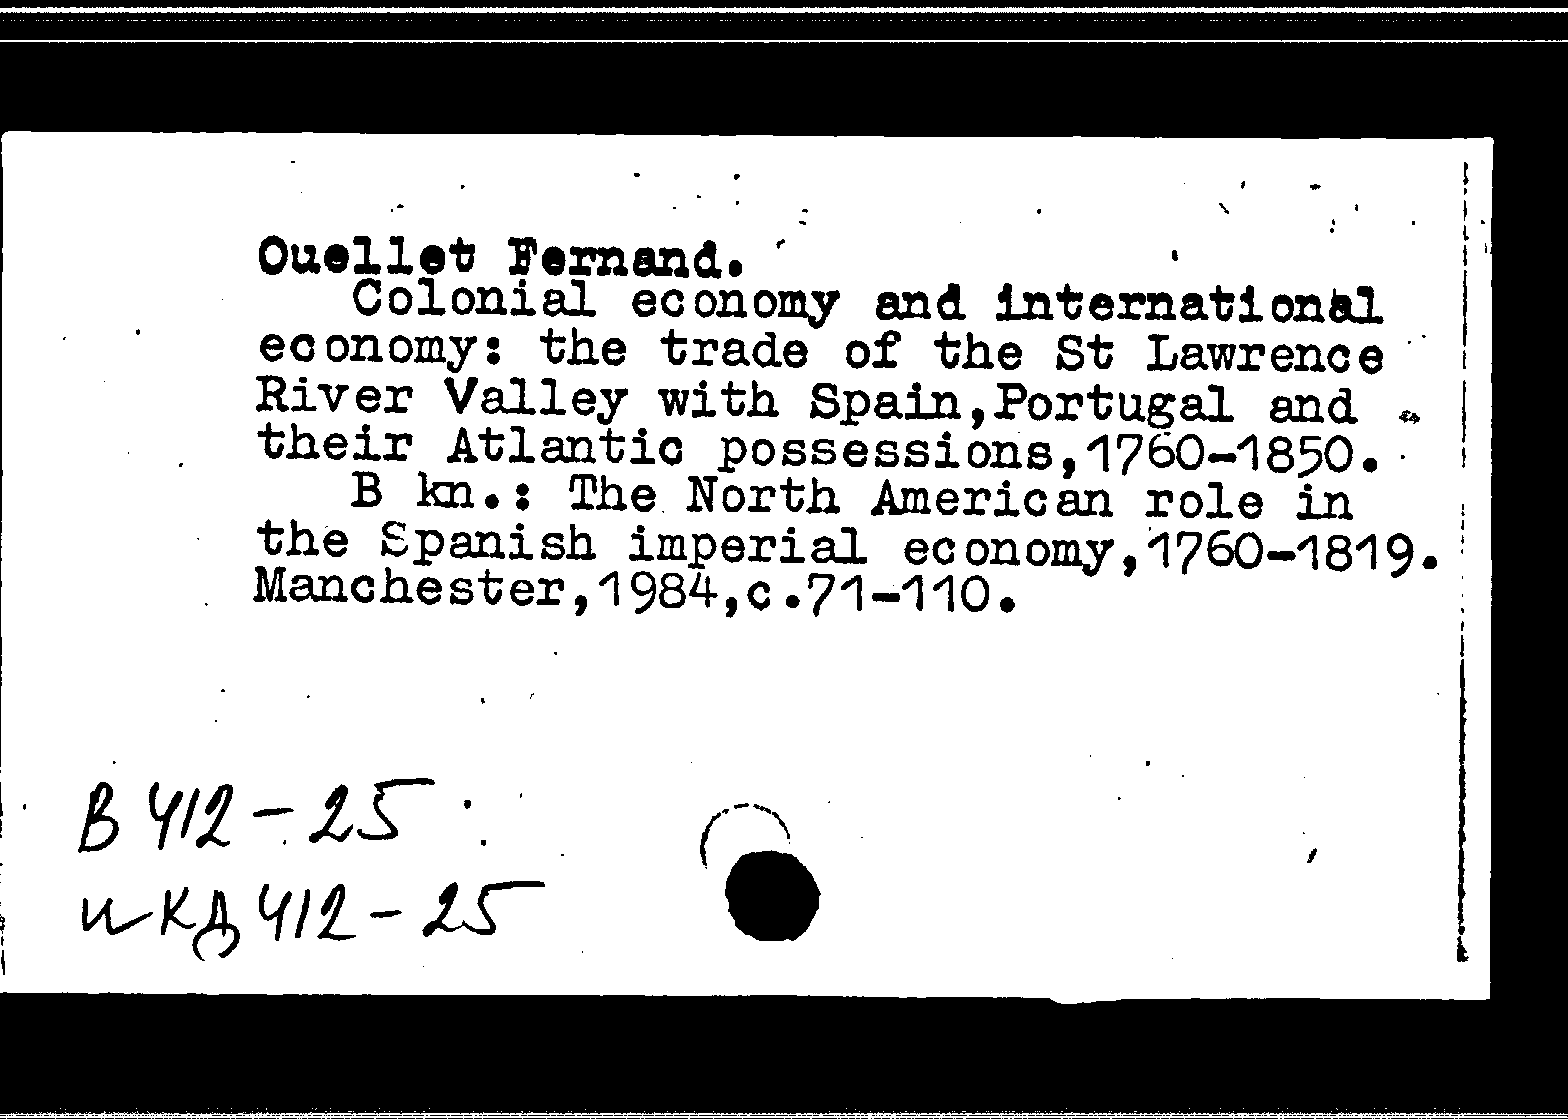 Ouellet Fernand.
Colonial economy and international
economy: the trade of the St Lawrence
River Valley with Spain,Portugal and
their Atlantic possessions,1760-1850.
B kn.: The North American role in
the Spanish imperial economy,1760-1819.
Manchester,1984,c.71-110.
В 412-25
и КД 412-25